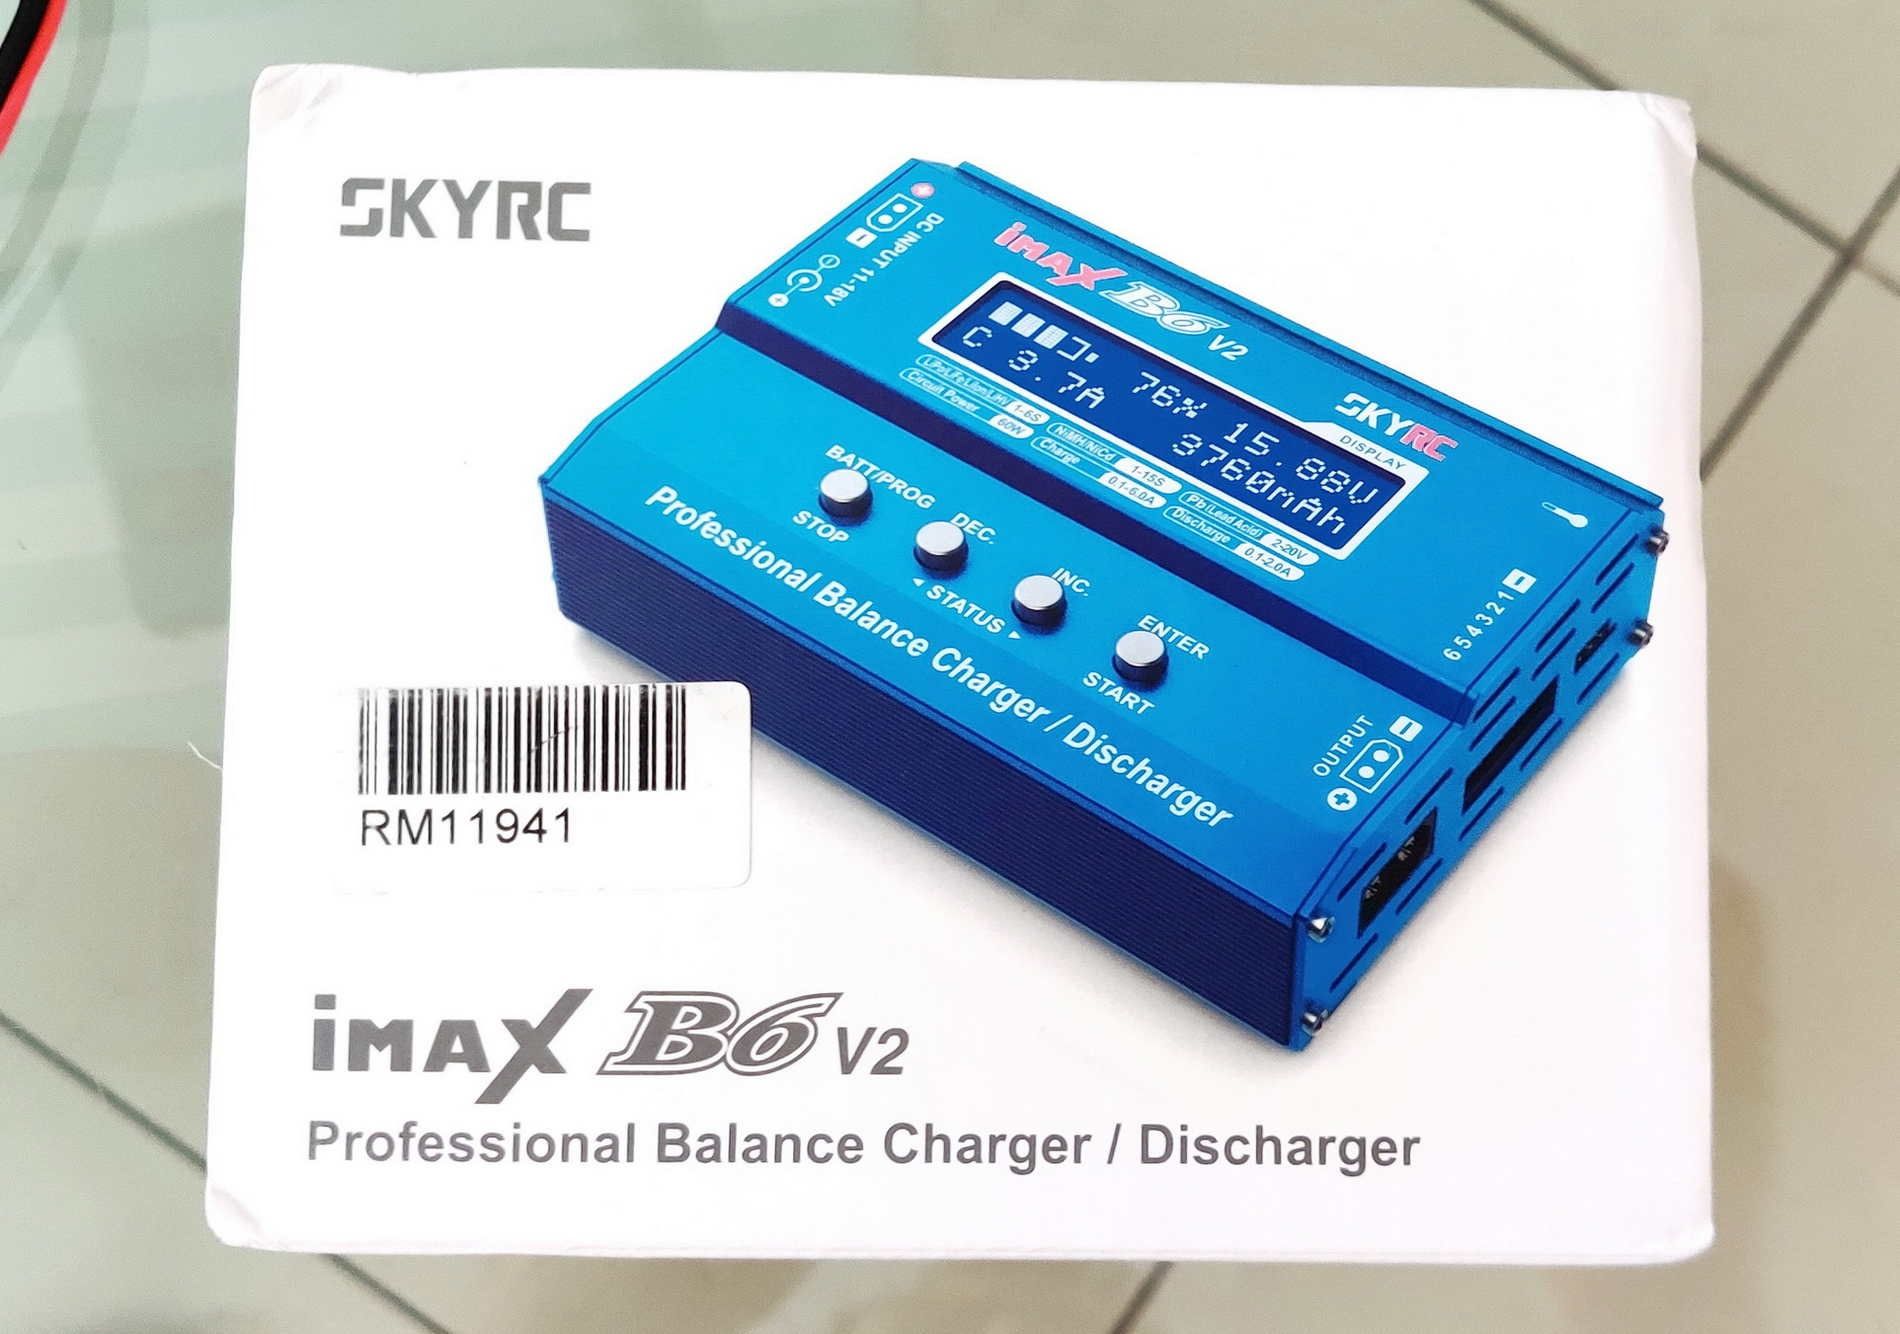 SKYRC
DC INPUT 11-18V
iMAX B6 V2
SKYRC
DISPLAY
76% 15.88V
C 3.7A 3760mAh
LiPo/LiFe/LiIon/LiHV 1-6S NiMH/NiCd 1-15S Pb(Lead Acid) 2-20V
Circuit Power 60W Charge 0.1-6.0A Discharge 0.1-2.0A
BATT/PROG
STOP
DEC.
INC.
STATUS
ENTER
START
Professional Balance Charger / Discharger
654321
OUTPUT
RM11941
iMAX B6 V2
Professional Balance Charger / Discharger